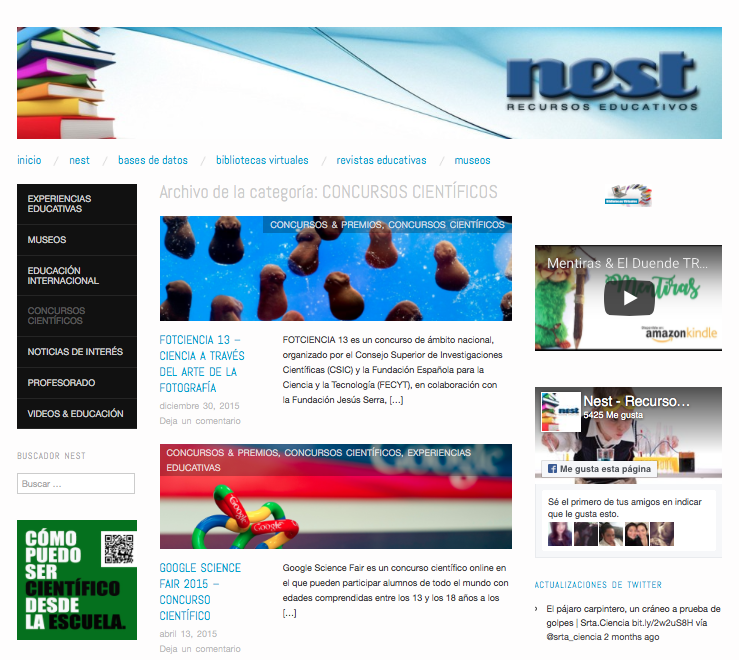 nest
RECURSOS EDUCATIVOS
inicio / nest / bases de datos / bibliotecas virtuales / revistas educativas / museos
EXPERIENCIAS
EDUCATIVAS
MUSEOS
EDUCACIÓN
INTERNACIONAL
CONCURSOS
CIENTÍFICOS
NOTICIAS DE INTERÉS
PROFESORADO
VIDEOS & EDUCACIÓN
BUSCADOR NEST
Buscar ...
CÓMO
PUEDO
SER
CIENTÍFICO
DESDE
LA ESCUELA.
Archivo de la categoría: CONCURSOS CIENTÍFICOS
CONCURSOS & PREMIOS, CONCURSOS CIENTÍFICOS
FOTCIENCIA 13 –
CIENCIA A TRAVÉS
DEL ARTE DE LA
FOTOGRAFÍA
diciembre 30, 2015
Deja un comentario
FOTCIENCIA 13 es un concurso de ámbito nacional,
organizado por el Consejo Superior de Investigaciones
Científicas (CSIC) y la Fundación Española para la
Ciencia y la Tecnología (FECYT), en colaboración con
la Fundación Jesús Serra, [...]
CONCURSOS & PREMIOS, CONCURSOS CIENTÍFICOS, EXPERIENCIAS
EDUCATIVAS
Google
Google
Google
GOOGLE SCIENCE
FAIR 2015 –
CONCURSO
CIENTÍFICO
abril 13, 2015
Deja un comentario
Google Science Fair es un concurso científico online en
el que pueden participar alumnos de todo el mundo con
edades comprendidas entre los 13 y los 18 años a los
[...]
Mentiras & El Duende TR...
Mentiras
amazonkindle
nest
Nest - Recurso...
5425 Me gusta
Me gusta esta página
Sé el primero de tus amigos en indicar
que le gusta esto.
ACTUALIZACIONES DE TWITTER
El pájaro carpintero, un cráneo a prueba de
golpes | Srta.Ciencia bit.ly/2w2uS8H vía
@srta_ciencia 2 months ago